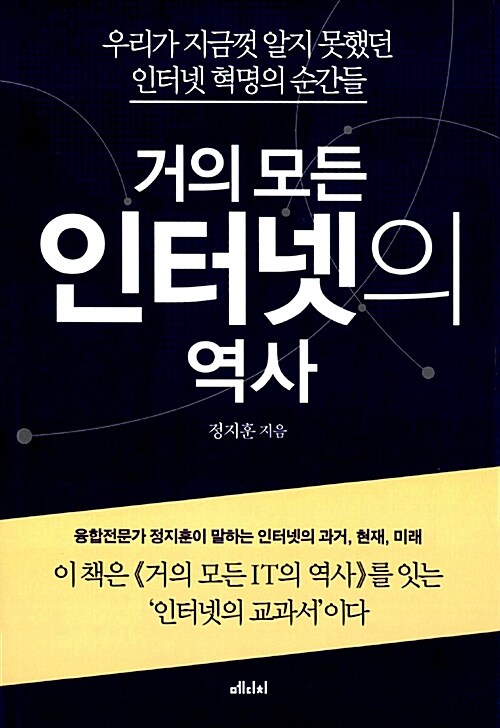 우리가 지금껏 알지 못했던
인터넷 혁명의 순간들
거의 모든
인터넷의
역사
정지훈 지음
융합전문가 정지훈이 말하는 인터넷의 과거, 현재, 미래
이 책은 《거의 모든 IT의 역사》를 잇는
‘인터넷의 교과서’이다
메디치